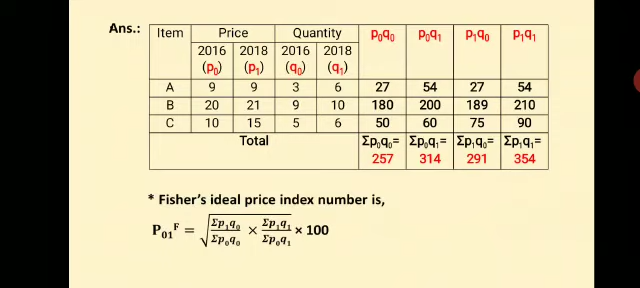 Ans.: Item Price Quantity p₀q₀ p₀q₁ p₁q₀ p₁q₁
2016 2018 2016 2018
(p₀) (p₁) (q₀) (q₁)
A 9 9 3 6 27 54 27 54
B 20 21 9 10 180 200 189 210
C 10 15 5 6 50 60 75 90
Total Σp₀q₀= Σp₀q₁= Σp₁q₀= Σp₁q₁=
257 314 291 354
* Fisher's ideal price index number is,
P₀₁ᶠ = √(Σp₁q₀/Σp₀q₀ × Σp₁q₁/Σp₀q₁) × 100